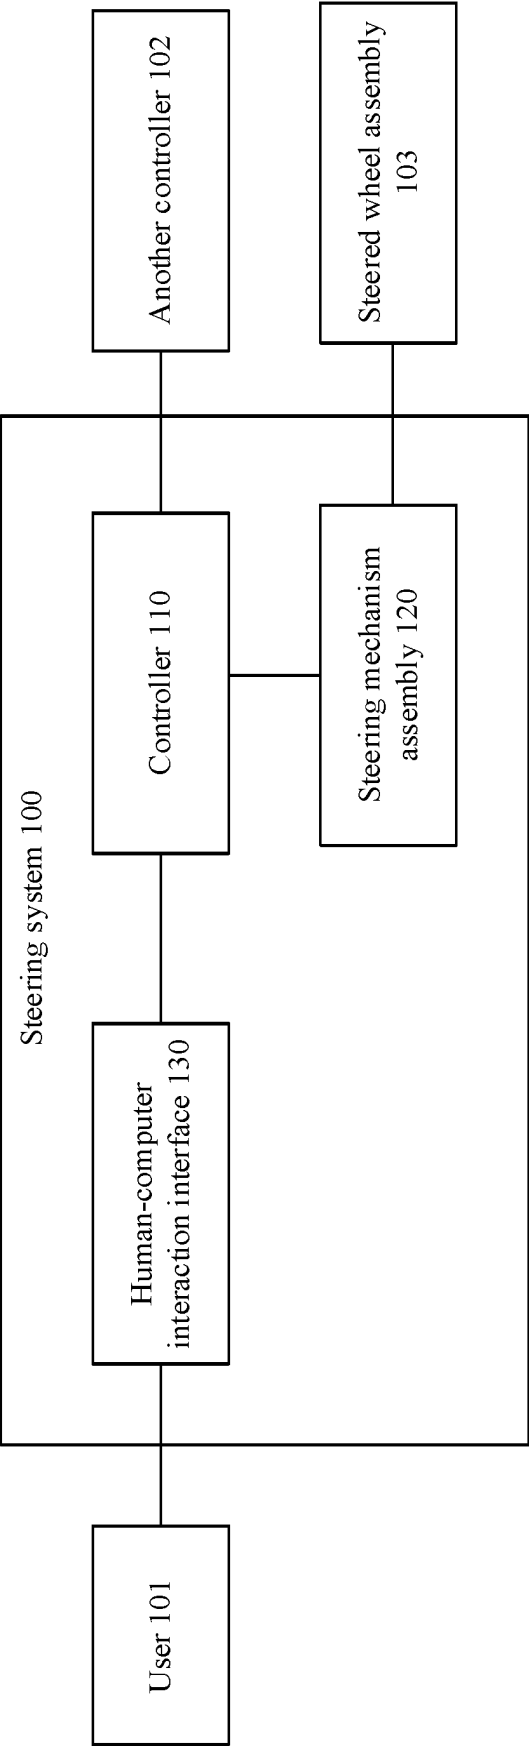 Steering system 100
User 101
Human-computer
interaction interface 130
Controller 110
Another controller 102
Steering mechanism
assembly 120
Steered wheel assembly
103